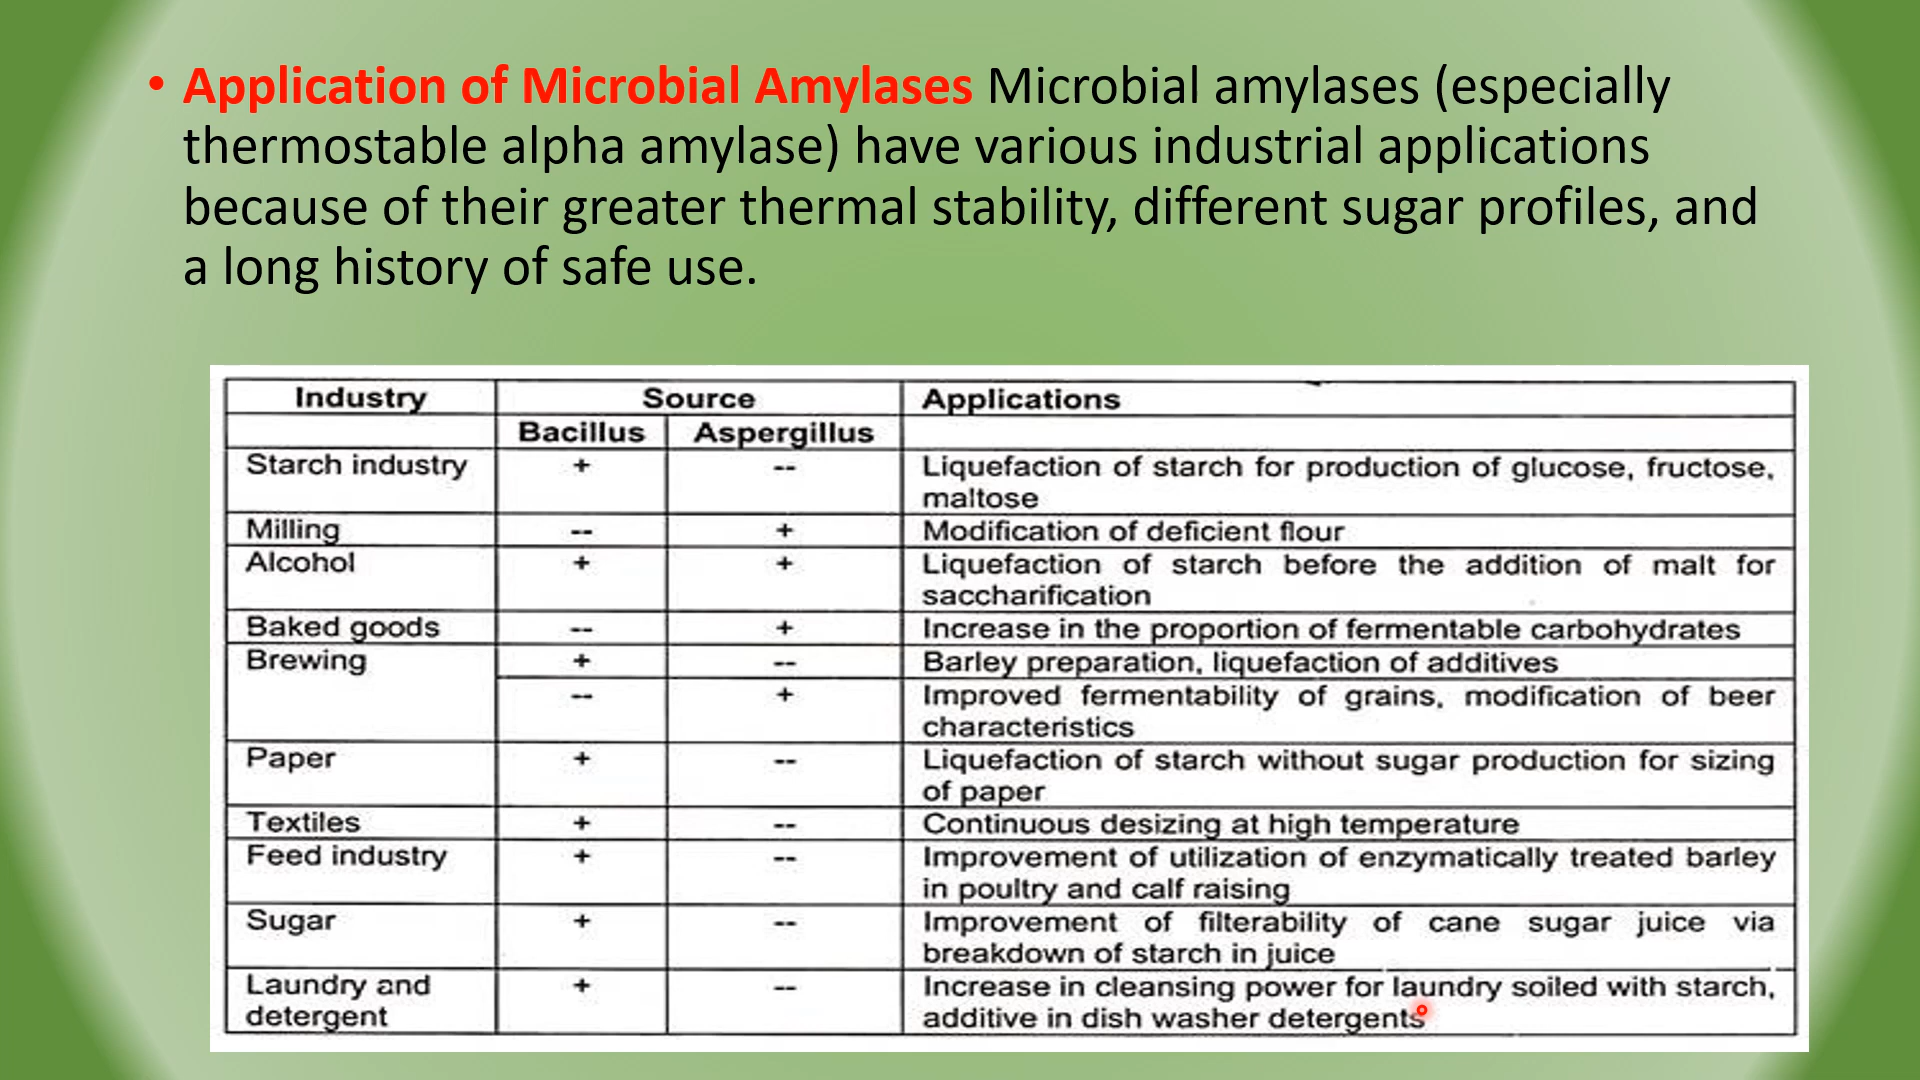 • Application of Microbial Amylases Microbial amylases (especially
thermostable alpha amylase) have various industrial applications
because of their greater thermal stability, different sugar profiles, and
a long history of safe use.
Industry Source Applications
Bacillus Aspergillus
Starch industry + -- Liquefaction of starch for production of glucose, fructose,
maltose
Milling -- + Modification of deficient flour
Alcohol + + Liquefaction of starch before the addition of malt for
saccharification
Baked goods -- + Increase in the proportion of fermentable carbohydrates
Brewing + -- Barley preparation, liquefaction of additives
-- + Improved fermentability of grains, modification of beer
characteristics
Paper + -- Liquefaction of starch without sugar production for sizing
of paper
Textiles + -- Continuous desizing at high temperature
Feed industry + -- Improvement of utilization of enzymatically treated barley
in poultry and calf raising
Sugar + -- Improvement of filterability of cane sugar juice via
breakdown of starch in juice
Laundry and + -- Increase in cleansing power for laundry soiled with starch,
detergent additive in dish washer detergents